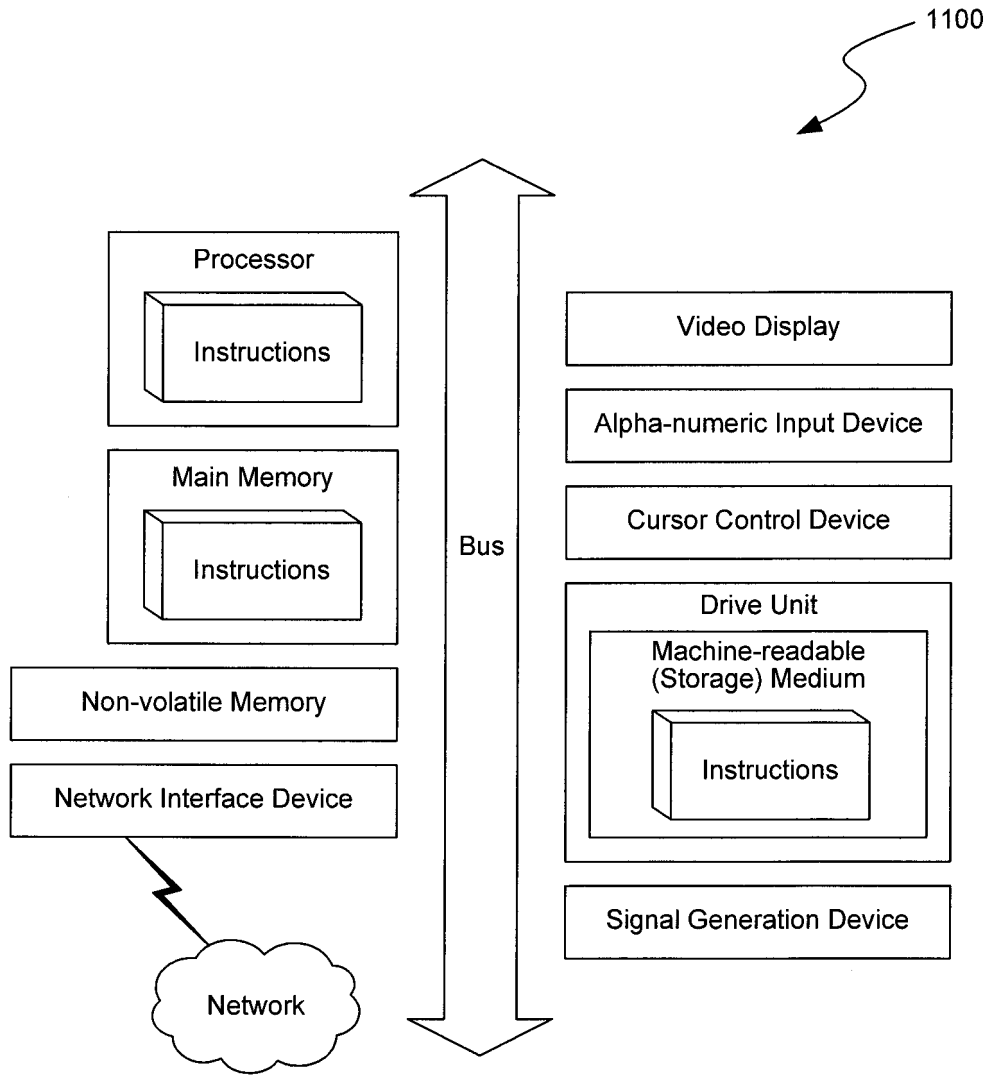 1100
Processor
Instructions
Main Memory
Instructions
Non-volatile Memory
Network Interface Device
Network
Bus
Video Display
Alpha-numeric Input Device
Cursor Control Device
Drive Unit
Machine-readable
(Storage) Medium
Instructions
Signal Generation Device